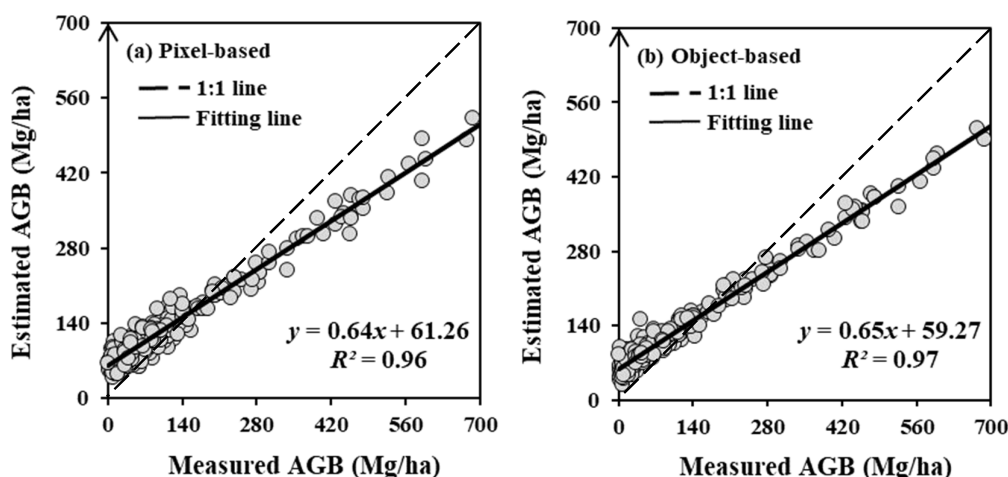 700
560
420
280
140
0
Estimated AGB (Mg/ha)
(a) Pixel-based
1:1 line
Fitting line
y = 0.64x + 61.26
R² = 0.96
0 140 280 420 560 700
Measured AGB (Mg/ha)
700
560
420
280
140
0
Estimated AGB (Mg/ha)
(b) Object-based
1:1 line
Fitting line
y = 0.65x + 59.27
R² = 0.97
0 140 280 420 560 700
Measured AGB (Mg/ha)